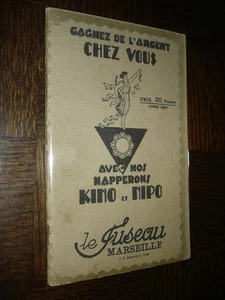 GAGNEZ DE L'ARGENT
CHEZ VOUS
PRIX 20 Francs
AVEC NOS
NAPPERONS
KINO ET NIPO
le Fuseau
MARSEILLE